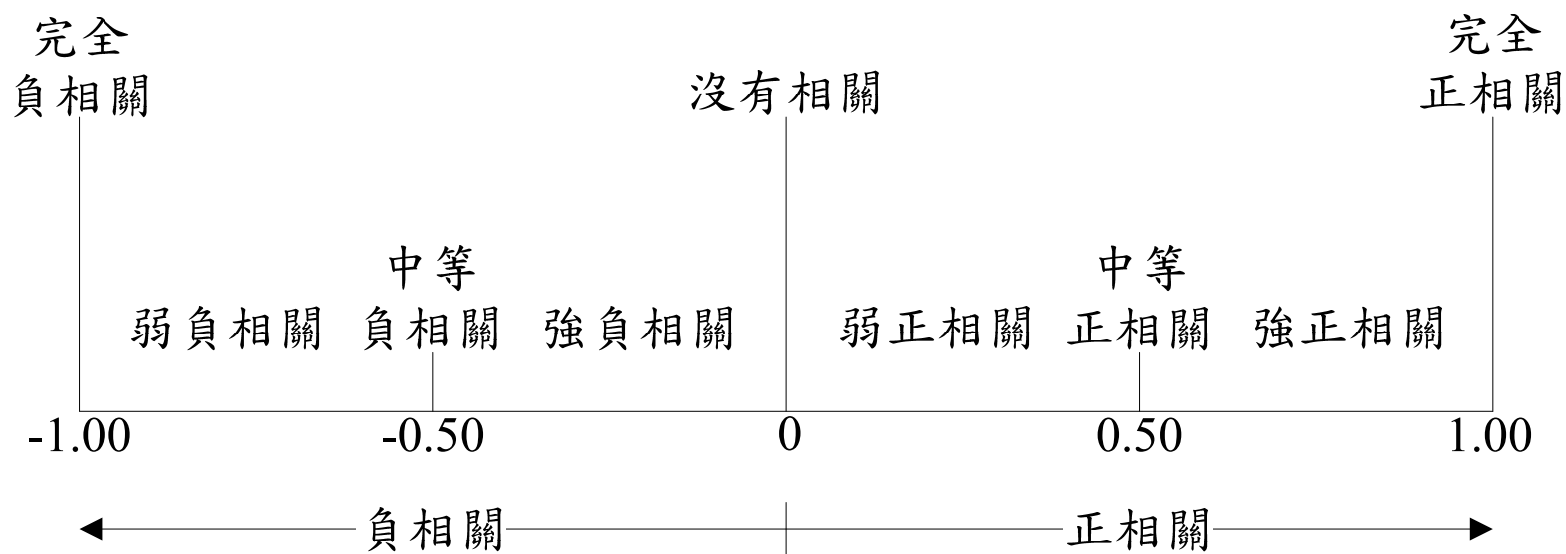 完全 完全
負相關 沒有相關 正相關
中等 中等
弱負相關 負相關 強負相關 弱正相關 正相關 強正相關
-1.00 -0.50 0 0.50 1.00
負相關 正相關